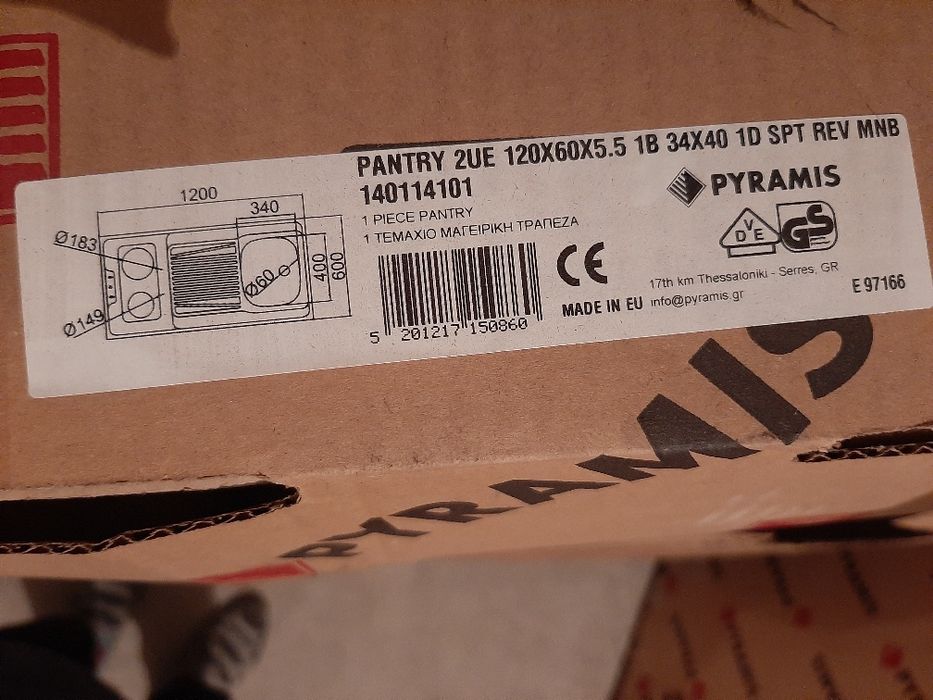 PANTRY 2UE 120X60X5.5 1B 34X40 1D SPT REV MNB
140114101
1 PIECE PANTRY
1 ΤΕΜΑΧΙΟ ΜΑΓΕΙΡΙΚΗ ΤΡΑΠΕΖΑ
PYRAMIS
D V E
GS
1200
340
Ø183
Ø60
400
600
Ø149
5 201217 150860
CE
MADE IN EU
17th km Thessaloniki - Serres, GR
info@pyramis.gr
E 97166
PYRAMIS